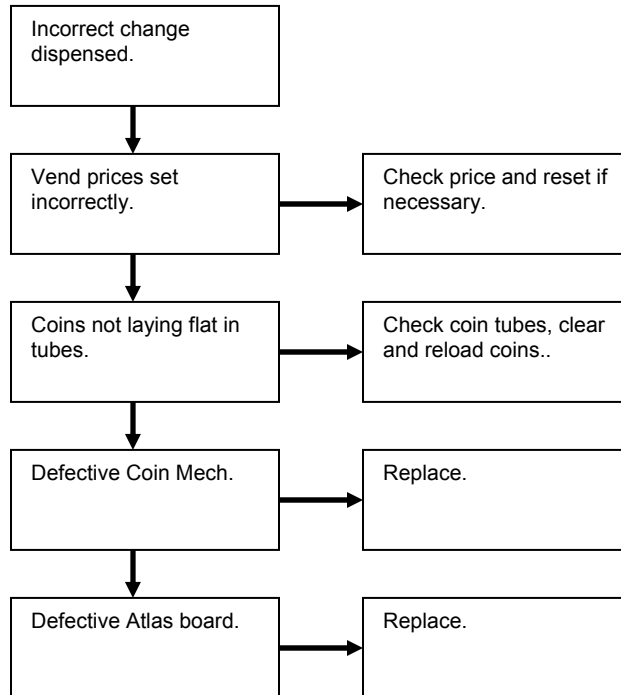 Incorrect change
dispensed.
Vend prices set
incorrectly.
Check price and reset if
necessary.
Coins not laying flat in
tubes.
Check coin tubes, clear
and reload coins..
Defective Coin Mech.
Replace.
Defective Atlas board.
Replace.